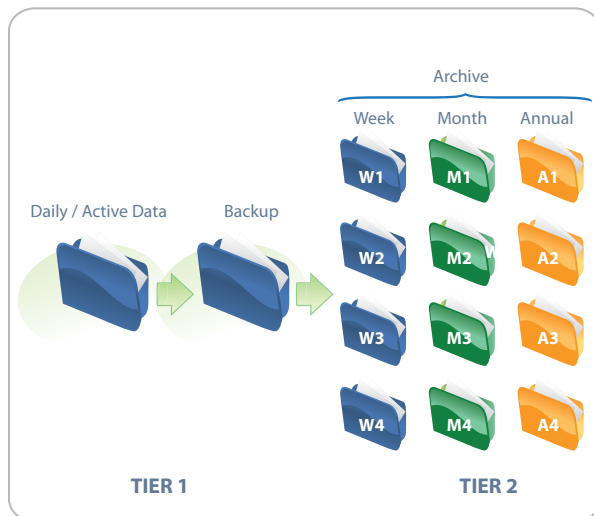 Archive
Week Month Annual
W1 M1 A1
Daily / Active Data Backup
W2 M2 W A2
W3 M3 A3
W4 M4 A4
TIER 1 TIER 2